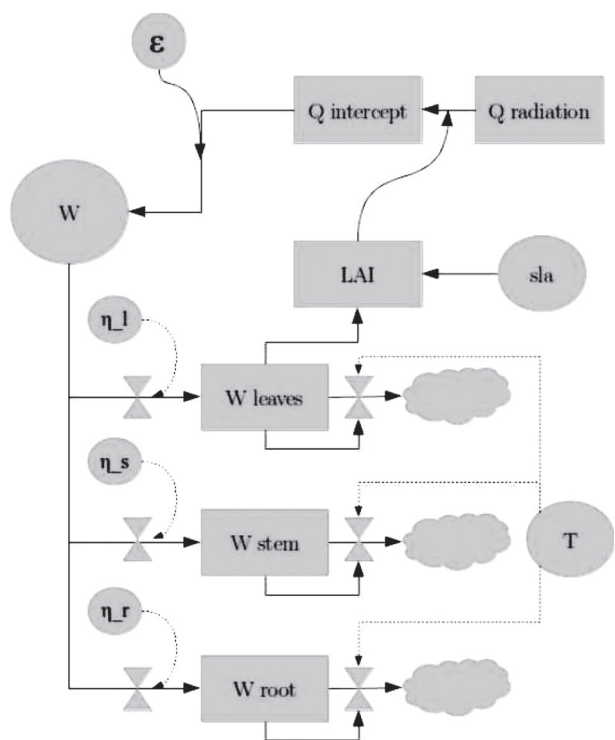 ε
Q intercept
Q radiation
W
LAI
sla
η_l
W leaves
η_s
W stem
T
η_r
W root